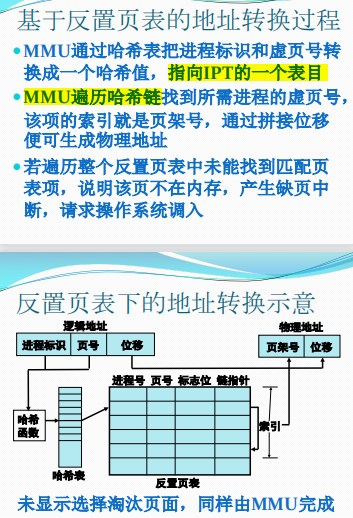 基于反置页表的地址转换过程
MMU通过哈希表把进程标识和虚页号转
换成一个哈希值，指向IPT的一个表目
MMU遍历哈希链找到所需进程的虚页号，
该项的索引就是页架号，通过拼接位移
便可生成物理地址
若遍历整个反置页表中未能找到匹配页
表项，说明该页不在内存，产生缺页中
断，请求操作系统调入
反置页表下的地址转换示意
逻辑地址
物理地址
进程标识 页号 位移
页架号 位移
进程号 页号 标志位 链指针
哈希
函数
索引
哈希表
反置页表
未显示选择淘汰页面，同样由MMU完成